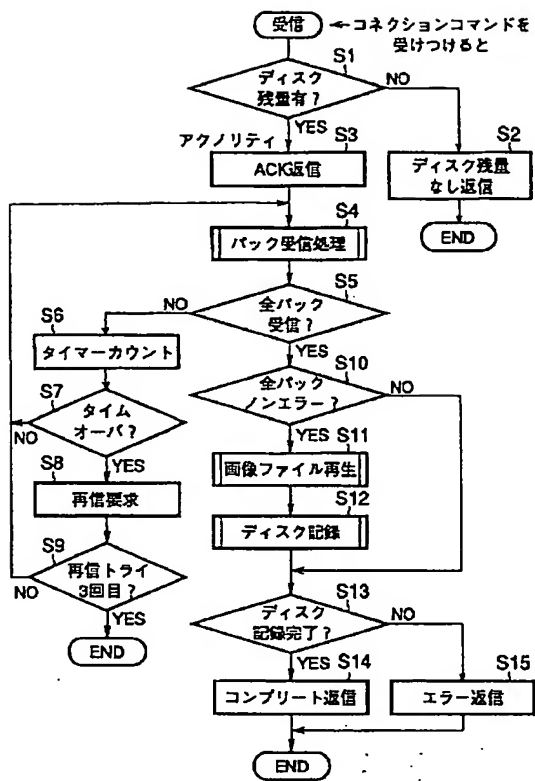 受信
←コネクションコマンドを
受けつけると
S1
ディスク
残量有?
NO
YES
アクノリティ
S3
ACK返信
S2
ディスク残量
なし返信
END
S4
パック受信処理
S5
全パック
受信?
NO
YES
S6
タイマーカウント
S7
タイム
オーバ?
NO
YES
S8
再信要求
S9
再信トライ
3回目?
NO
YES
END
S10
全パック
ノンエラー?
NO
YES
S11
画像ファイル再生
S12
ディスク記録
S13
ディスク
記録完了?
NO
YES
S14
コンプリート返信
S15
エラー返信
END